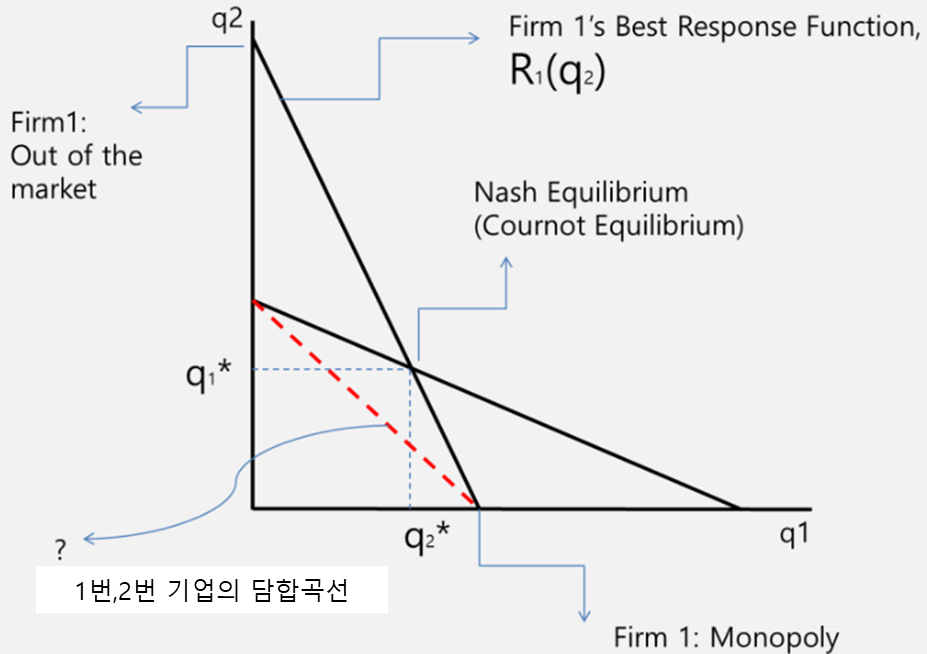 q2
Firm 1's Best Response Function,
R₁(q₂)
Firm1:
Out of the
market
Nash Equilibrium
(Cournot Equilibrium)
q₁*
q₂*
q1
?
1번,2번 기업의 담합곡선
Firm 1: Monopoly